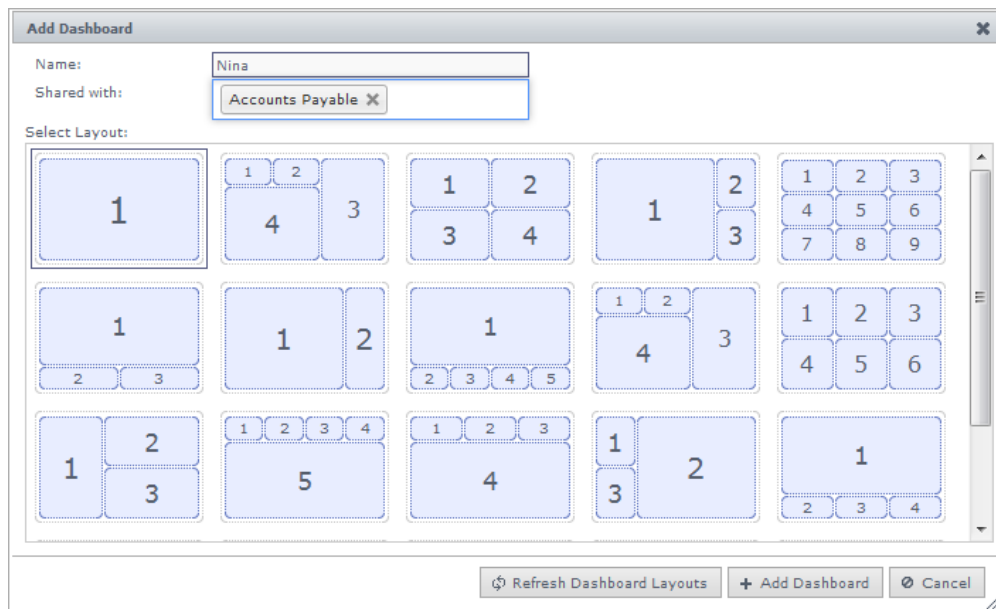 Add Dashboard
Name:
Nina
Shared with:
Accounts Payable
Select Layout:
1
1 2
4 3
1 2
3 4
1 2
3
1 2 3
4 5 6
7 8 9
1
2 3
1 2
1
2 3 4 5
1 2
4 3
1 2 3
4 5 6
1 2
3
1 2 3 4
5
1 2 3
4
1 2
3
1
2 3 4
Refresh Dashboard Layouts
Add Dashboard
Cancel